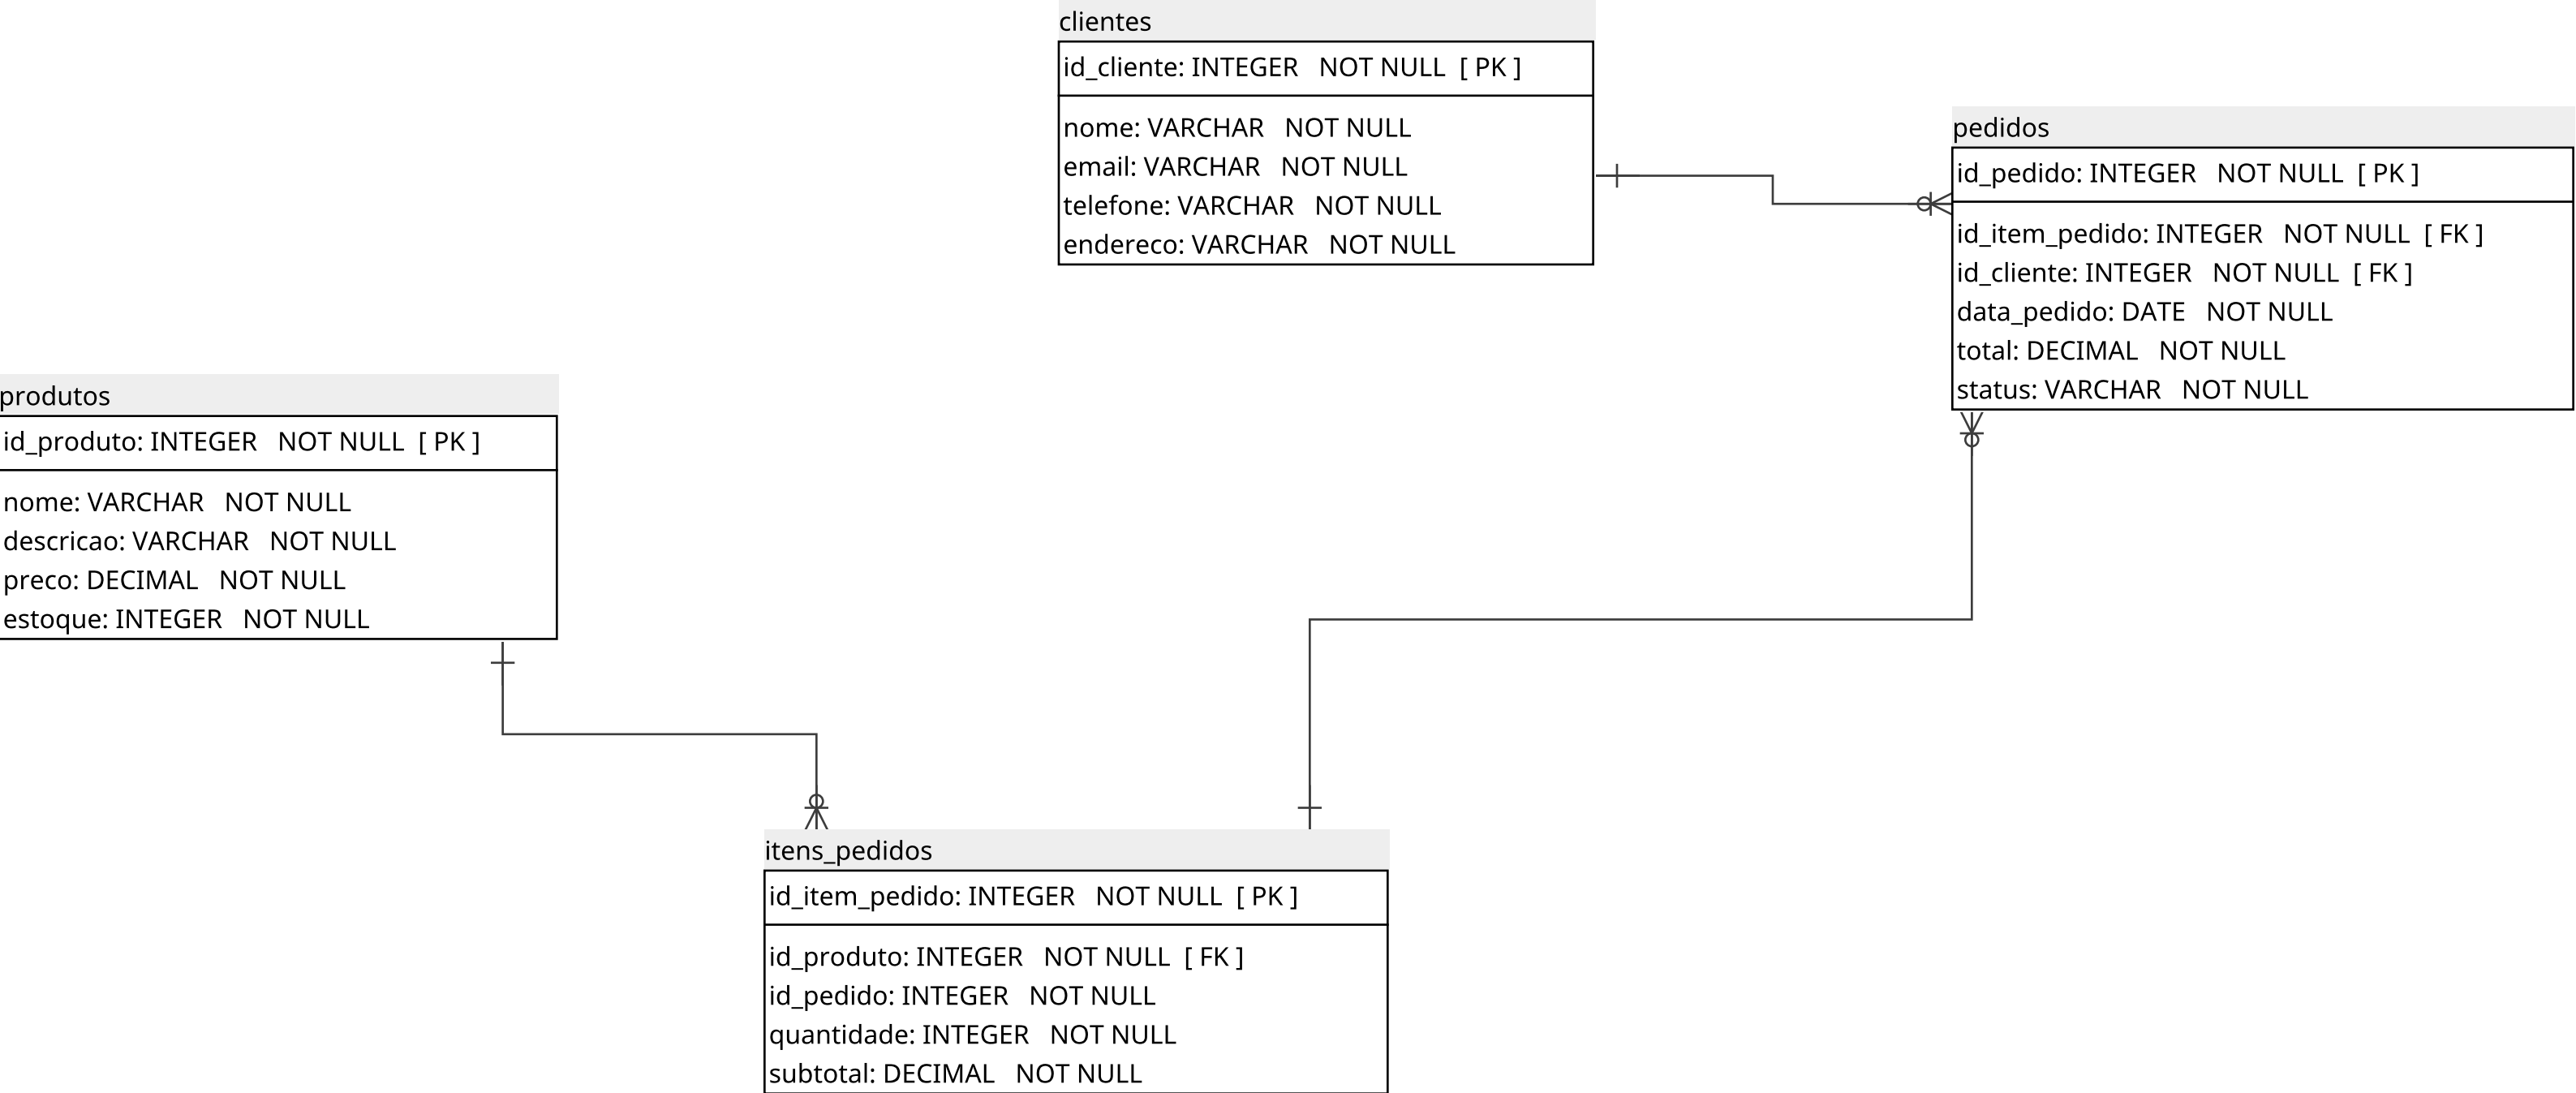 clientes
id_cliente: INTEGER NOT NULL [ PK ]
nome: VARCHAR NOT NULL
email: VARCHAR NOT NULL
telefone: VARCHAR NOT NULL
endereco: VARCHAR NOT NULL
pedidos
id_pedido: INTEGER NOT NULL [ PK ]
id_item_pedido: INTEGER NOT NULL [ FK ]
id_cliente: INTEGER NOT NULL [ FK ]
data_pedido: DATE NOT NULL
total: DECIMAL NOT NULL
status: VARCHAR NOT NULL
produtos
id_produto: INTEGER NOT NULL [ PK ]
nome: VARCHAR NOT NULL
descricao: VARCHAR NOT NULL
preco: DECIMAL NOT NULL
estoque: INTEGER NOT NULL
itens_pedidos
id_item_pedido: INTEGER NOT NULL [ PK ]
id_produto: INTEGER NOT NULL [ FK ]
id_pedido: INTEGER NOT NULL
quantidade: INTEGER NOT NULL
subtotal: DECIMAL NOT NULL